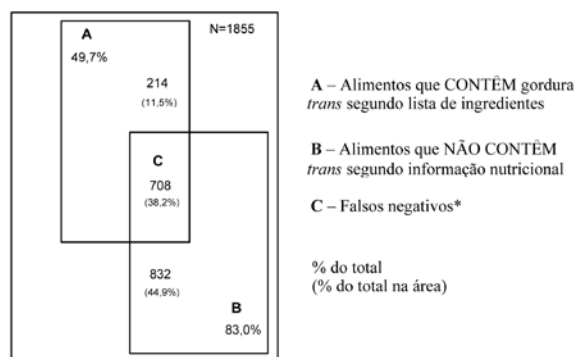 A
N=1855
49,7%
214
(11,5%)
C
708
(38,2%)
832
(44,9%)
B
83,0%
A – Alimentos que CONTÊM gordura
trans segundo lista de ingredientes
B – Alimentos que NÃO CONTÊM
trans segundo informação nutricional
C – Falsos negativos*
% do total
(% do total na área)